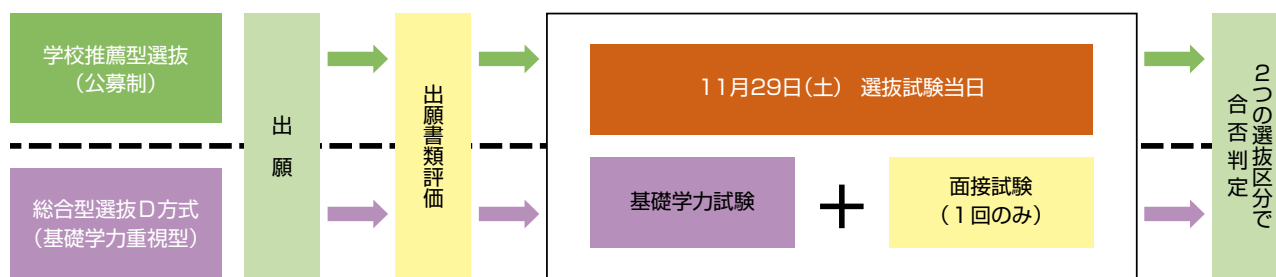 学校推薦型選抜
（公募制）
総合型選抜D方式
（基礎学力重視型）
出願
出願書類評価
11月29日（土）　選抜試験当日
基礎学力試験
＋
面接試験
（１回のみ）
２つの選抜区分で
合否判定